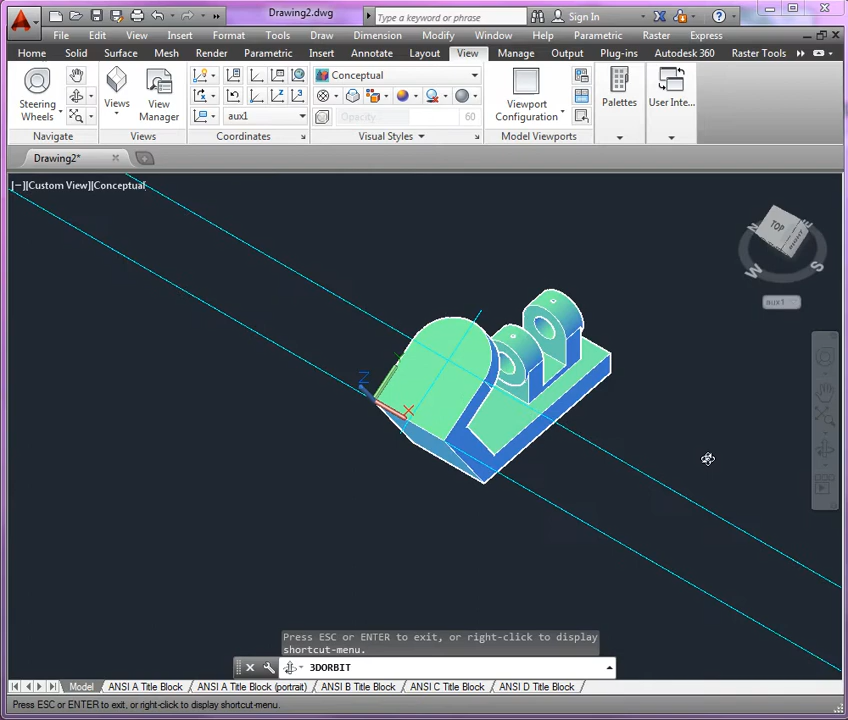 Drawing2.dwg
Type a keyword or phrase
Sign In
File Edit View Insert Format Tools Draw Dimension Modify Window Help Parametric Raster Express
Home Solid Surface Mesh Render Parametric Insert Annotate Layout View Manage Output Plug-ins Autodesk 360 Raster Tools
Steering Wheels
Navigate
Views
View Manager
Views
aux1
Coordinates
Conceptual
Opacity 60
Visual Styles
Viewport Configuration
Model Viewports
Palettes
User Inte...
Drawing2*
[−][Custom View][Conceptual]
N E
TOP
RIGHT
W S
aux1
Z
X
Press ESC or ENTER to exit, or right-click to display
shortcut-menu.
3DORBIT
Model ANSI A Title Block ANSI A Title Block (portrait) ANSI B Title Block ANSI C Title Block ANSI D Title Block
Press ESC or ENTER to exit, or right-click to display shortcut-menu.